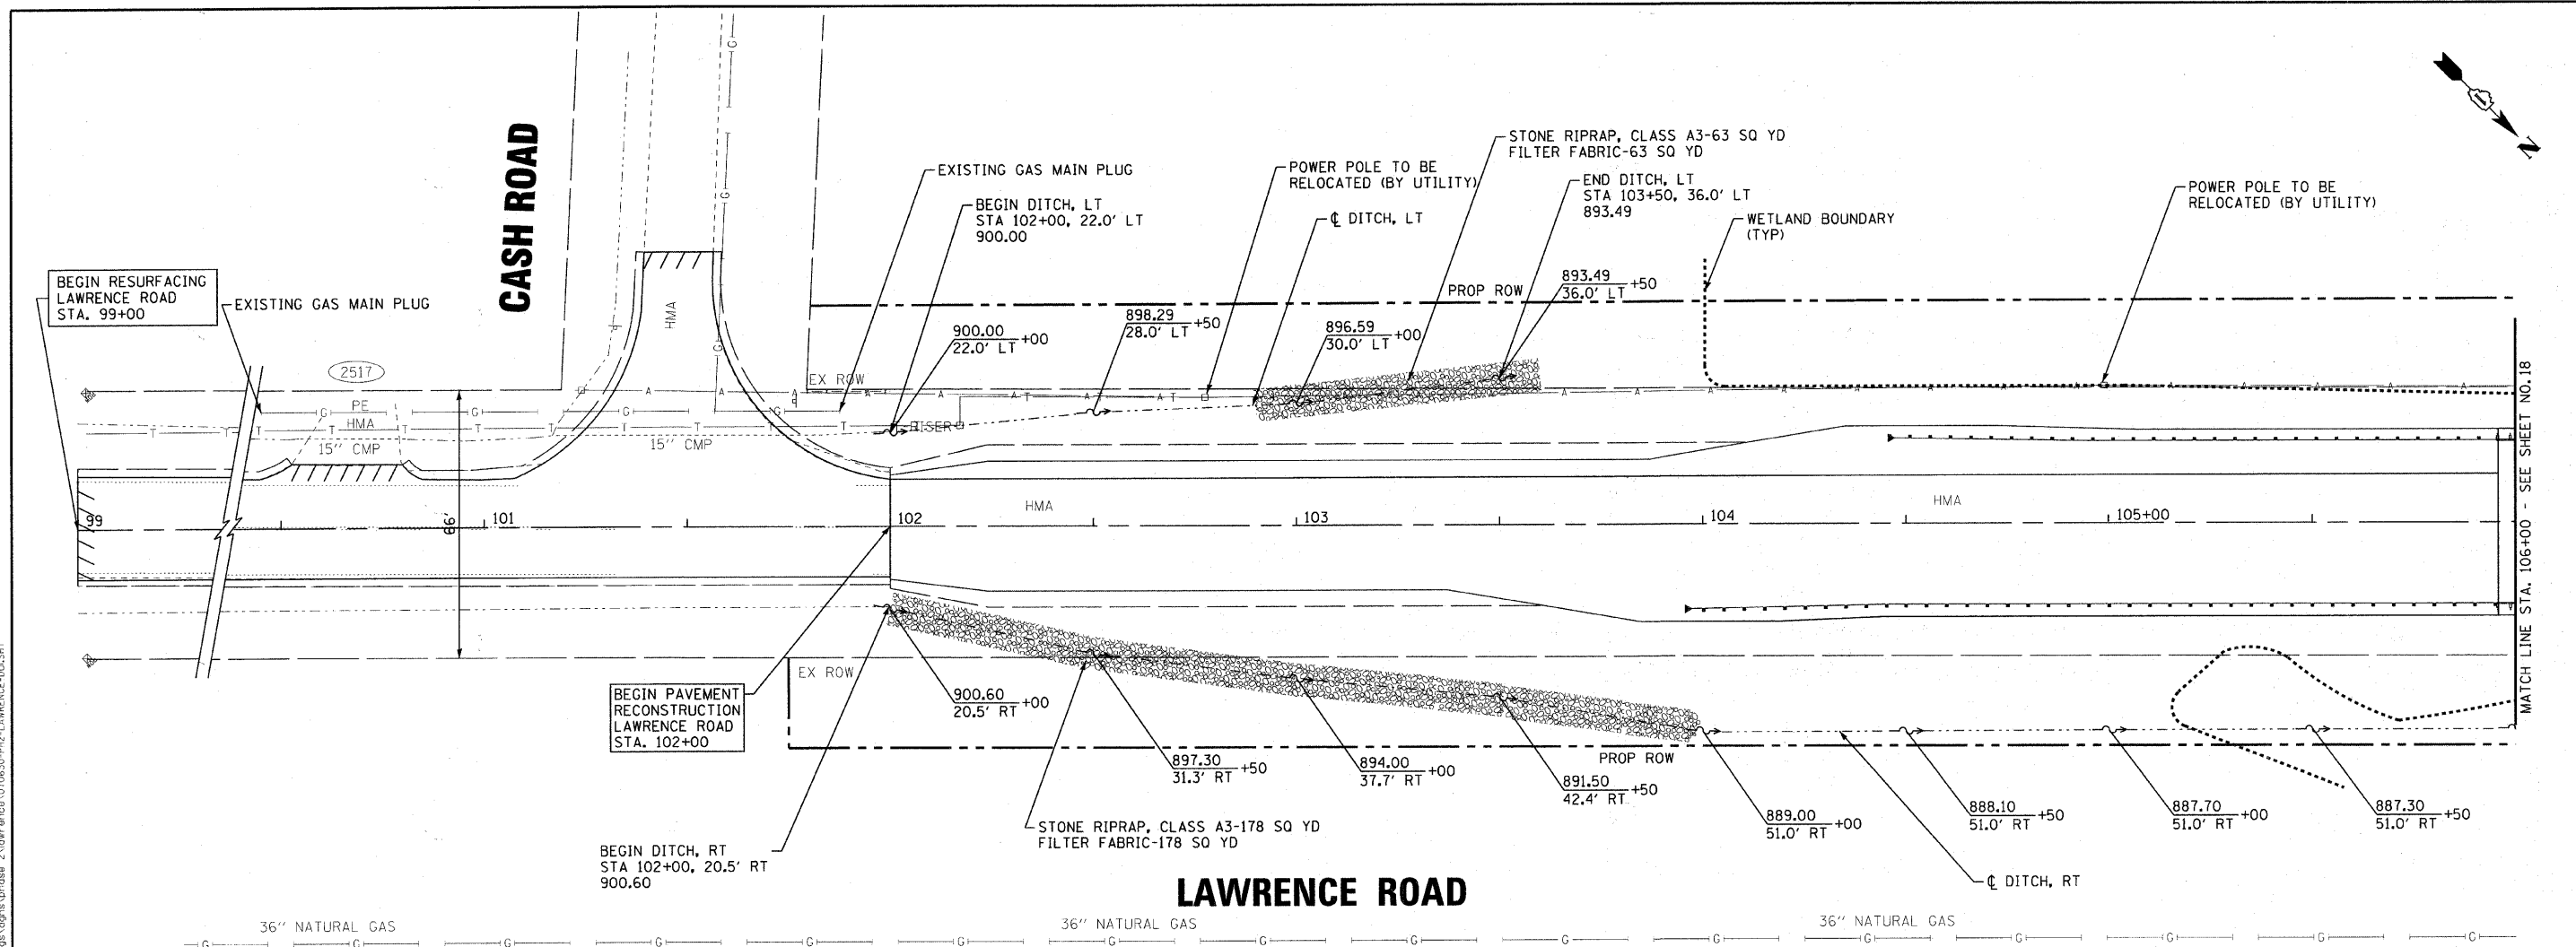 CASH ROAD
BEGIN RESURFACING
LAWRENCE ROAD
STA. 99+00
EXISTING GAS MAIN PLUG
2517
PE
HMA
15" CMP
15" CMP
HMA
EXISTING GAS MAIN PLUG
BEGIN DITCH, LT
STA 102+00, 22.0' LT
900.00
POWER POLE TO BE
RELOCATED (BY UTILITY)
℄ DITCH, LT
STONE RIPRAP, CLASS A3-63 SQ YD
FILTER FABRIC-63 SQ YD
END DITCH, LT
STA 103+50, 36.0' LT
893.49
WETLAND BOUNDARY
(TYP)
POWER POLE TO BE
RELOCATED (BY UTILITY)
N
PROP ROW
EX ROW
RISER
900.00 +00
22.0' LT
898.29 +50
28.0' LT
896.59 +00
30.0' LT
893.49 +50
36.0' LT
66'
99
101
102
103
104
105+00
HMA
HMA
MATCH LINE STA. 106+00 - SEE SHEET NO.18
EX ROW
BEGIN PAVEMENT
RECONSTRUCTION
LAWRENCE ROAD
STA. 102+00
900.60 +00
20.5' RT
897.30 +50
31.3' RT
894.00 +00
37.7' RT
891.50 +50
42.4' RT
PROP ROW
889.00 +00
51.0' RT
888.10 +50
51.0' RT
887.70 +00
51.0' RT
887.30 +50
51.0' RT
BEGIN DITCH, RT
STA 102+00, 20.5' RT
900.60
STONE RIPRAP, CLASS A3-178 SQ YD
FILTER FABRIC-178 SQ YD
℄ DITCH, RT
LAWRENCE ROAD
36" NATURAL GAS
36" NATURAL GAS
36" NATURAL GAS